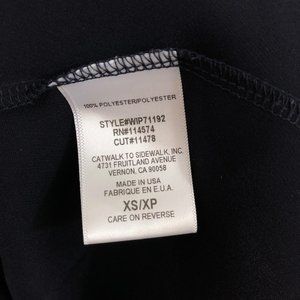 100% POLYESTER/POLYESTER
STYLE#WIP71192
RN#114574
CUT#11478
CATWALK TO SIDEWALK, INC.
4731 FRUITLAND AVENUE
VERNON, CA 90058
MADE IN USA
FABRIQUE EN E.U.A.
XS/XP
CARE ON REVERSE